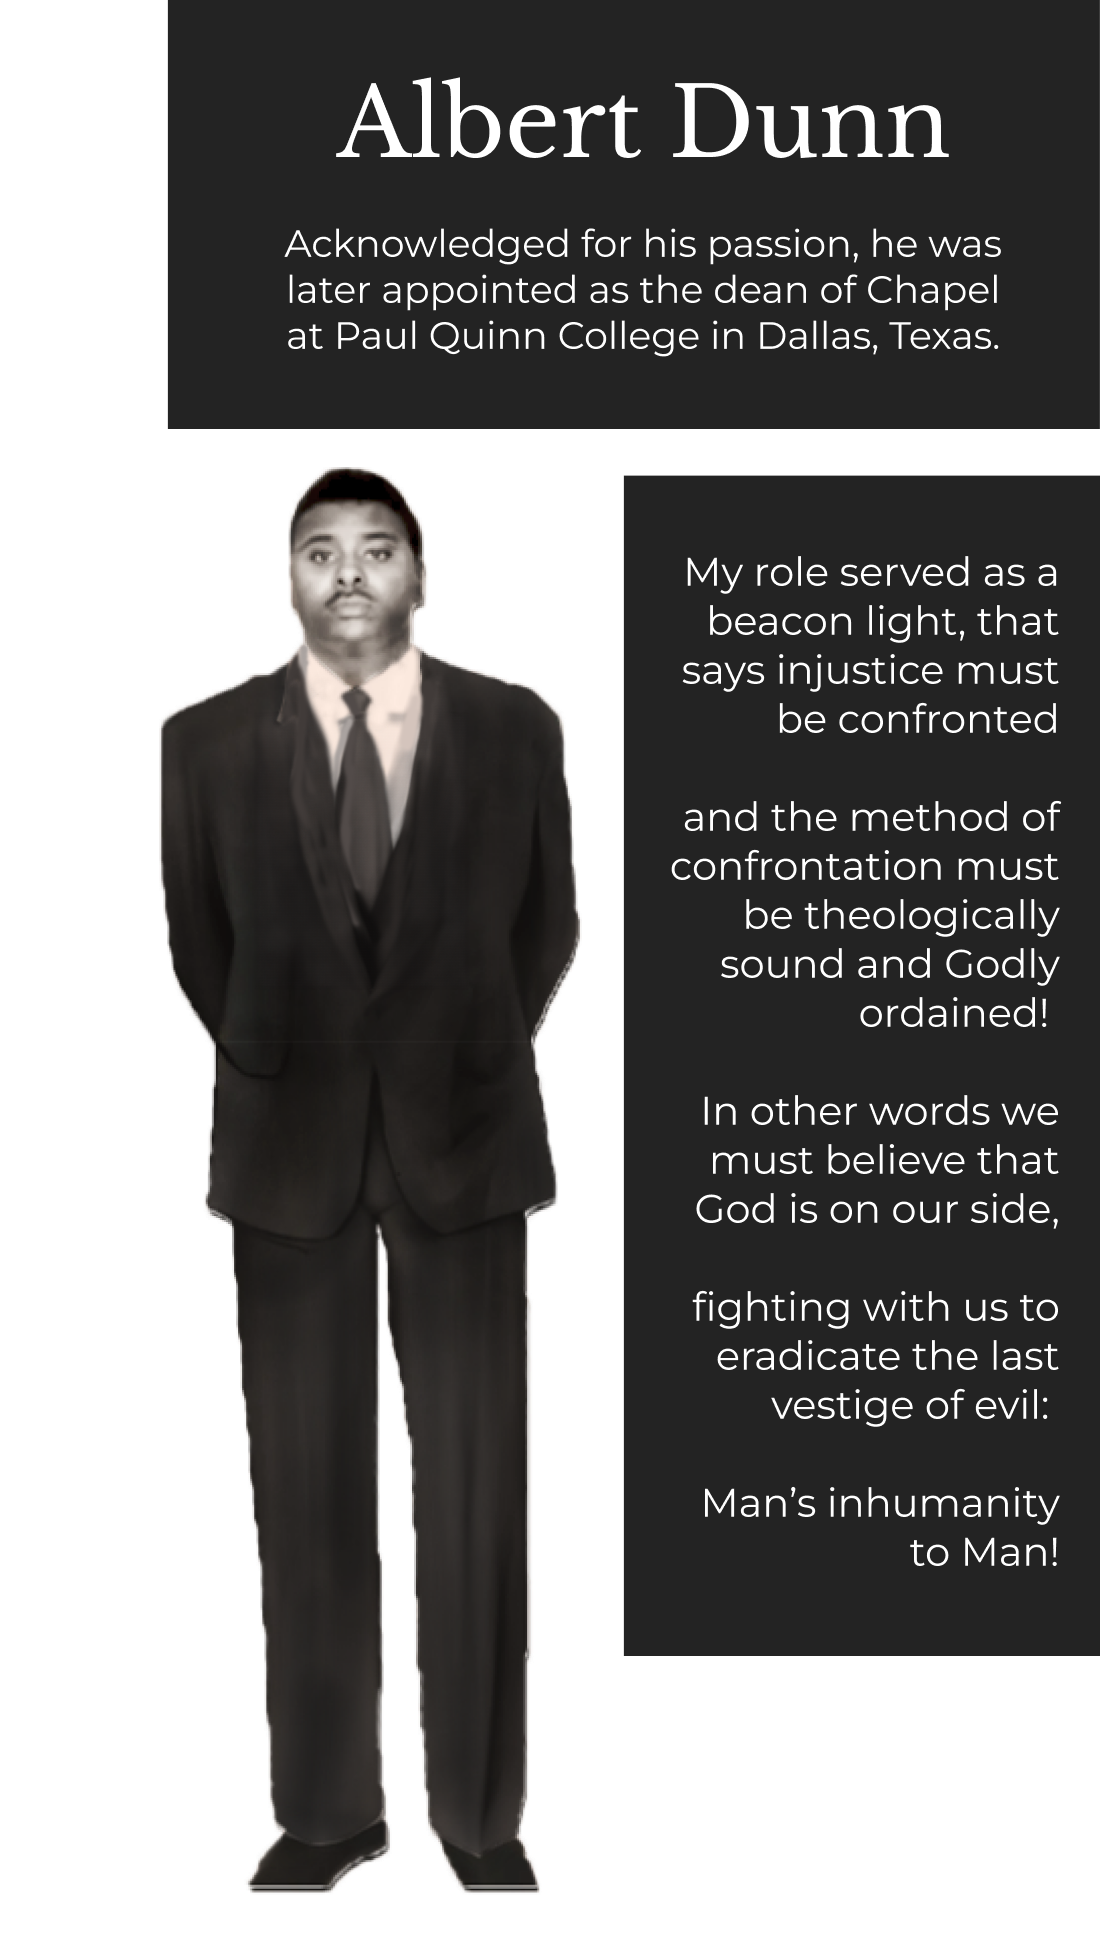 Albert Dunn
Acknowledged for his passion, he was
later appointed as the dean of Chapel
at Paul Quinn College in Dallas, Texas.
My role served as a
beacon light, that
says injustice must
be confronted
and the method of
confrontation must
be theologically
sound and Godly
ordained!
In other words we
must believe that
God is on our side,
fighting with us to
eradicate the last
vestige of evil:
Man’s inhumanity
to Man!